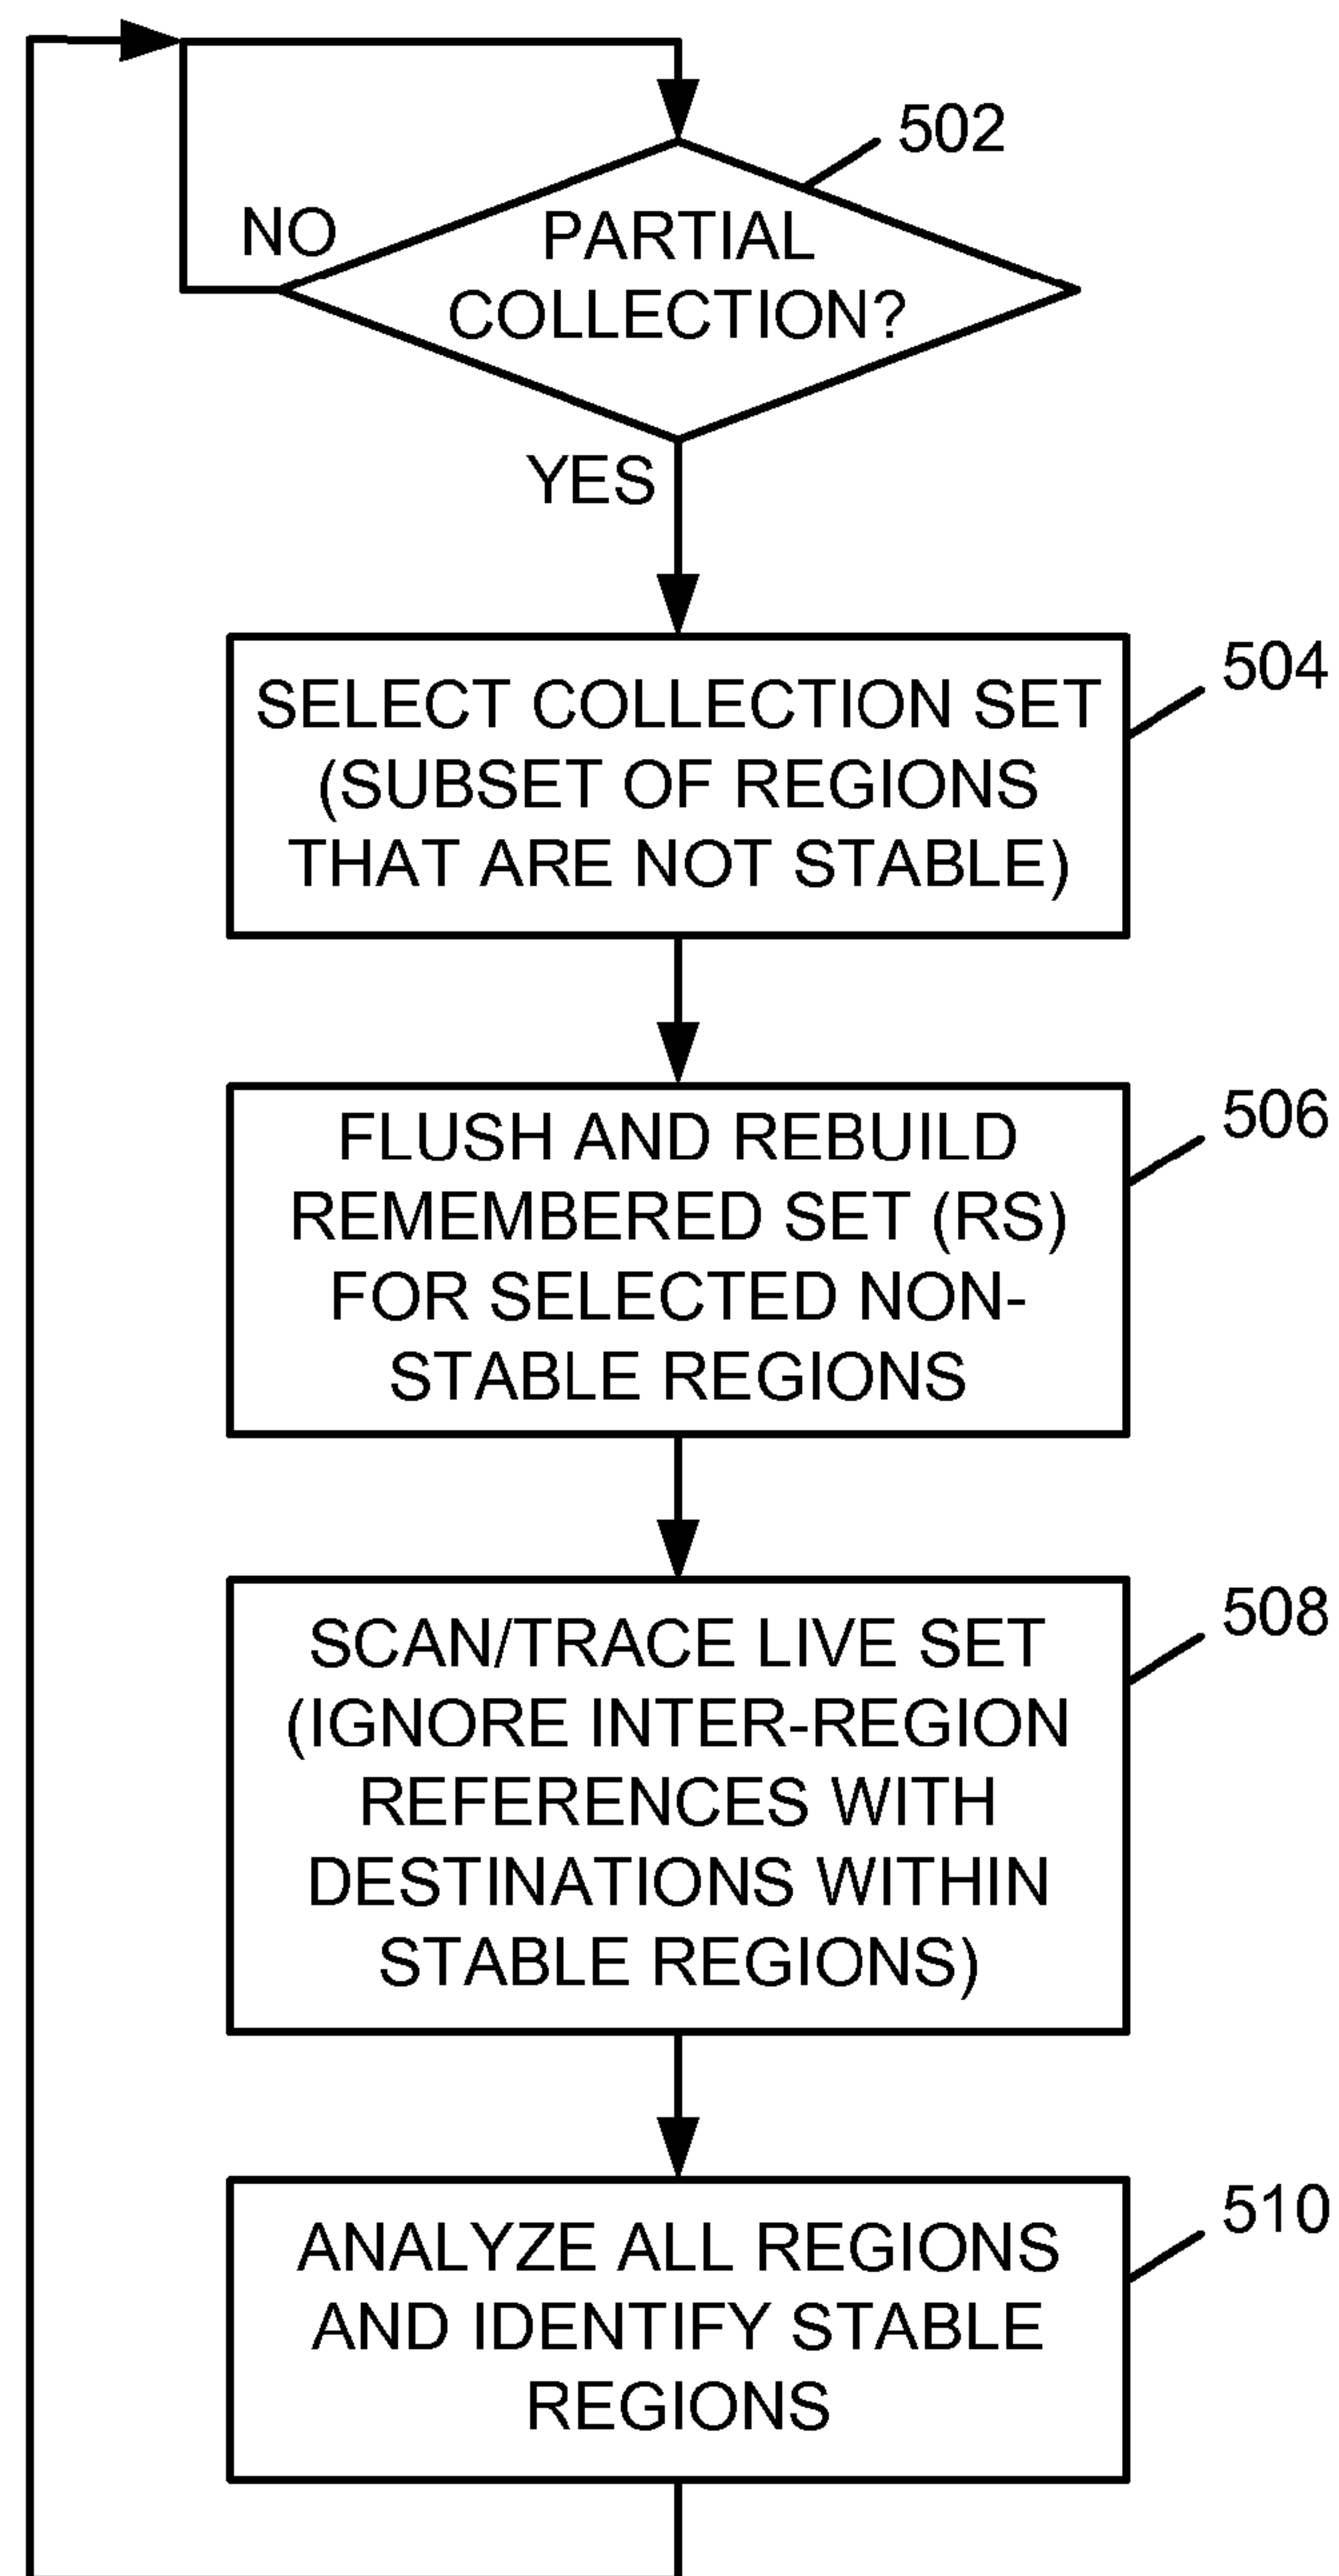 502
NO
PARTIAL
COLLECTION?
YES
504
SELECT COLLECTION SET
(SUBSET OF REGIONS
THAT ARE NOT STABLE)
506
FLUSH AND REBUILD
REMEMBERED SET (RS)
FOR SELECTED NON-
STABLE REGIONS
508
SCAN/TRACE LIVE SET
(IGNORE INTER-REGION
REFERENCES WITH
DESTINATIONS WITHIN
STABLE REGIONS)
510
ANALYZE ALL REGIONS
AND IDENTIFY STABLE
REGIONS